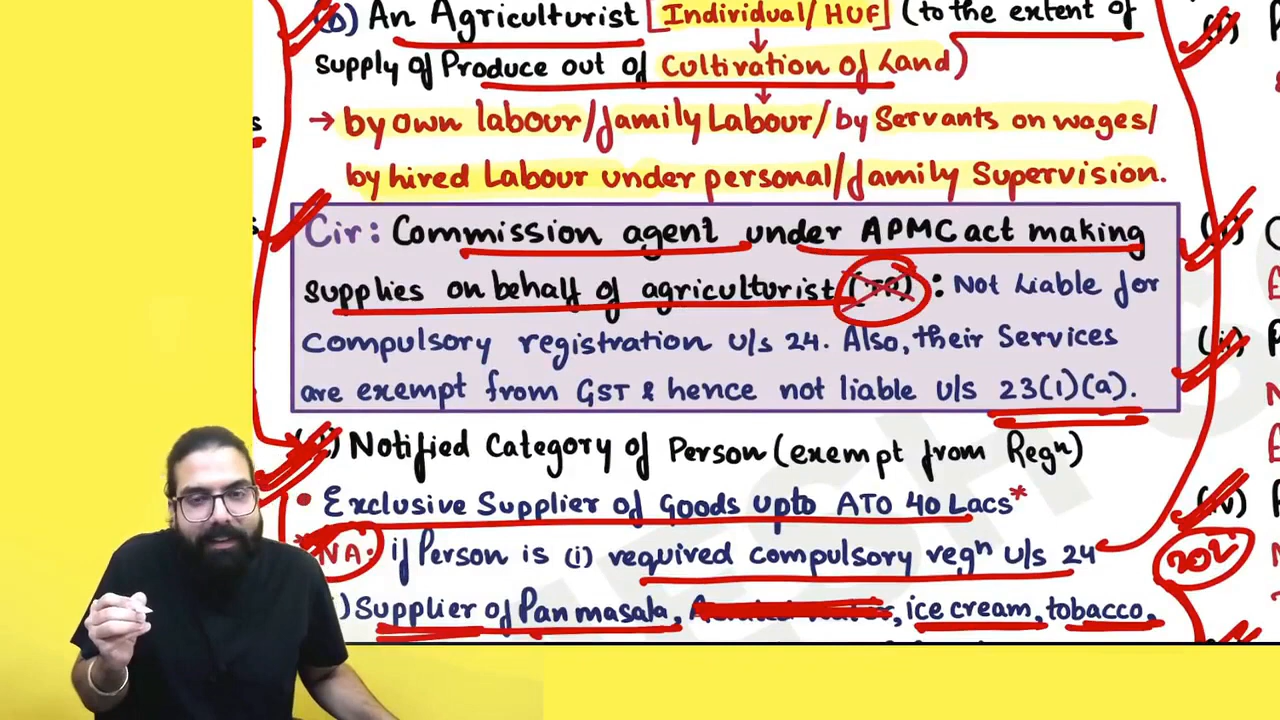 (b) An Agriculturist [Individual/HUF] (to the extent of
supply of Produce out of Cultivation of Land)
→ by own labour/family Labour/by Servants on wages/
by hired Labour under personal/family Supervision.
Cir: Commission agent under APMC act making
supplies on behalf of agriculturist (TP) : Not Liable for
compulsory registration u/s 24. Also, their Services
are exempt from GST & hence not liable u/s 23(1)(a).
Notified Category of Person (exempt from Regn)
• Exclusive Supplier of Goods upto ATO 40 Lacs*
*NA: if Person is (i) required compulsory regn u/s 24
Supplier of Pan masala, ice cream, tobacco,
(iv)
202